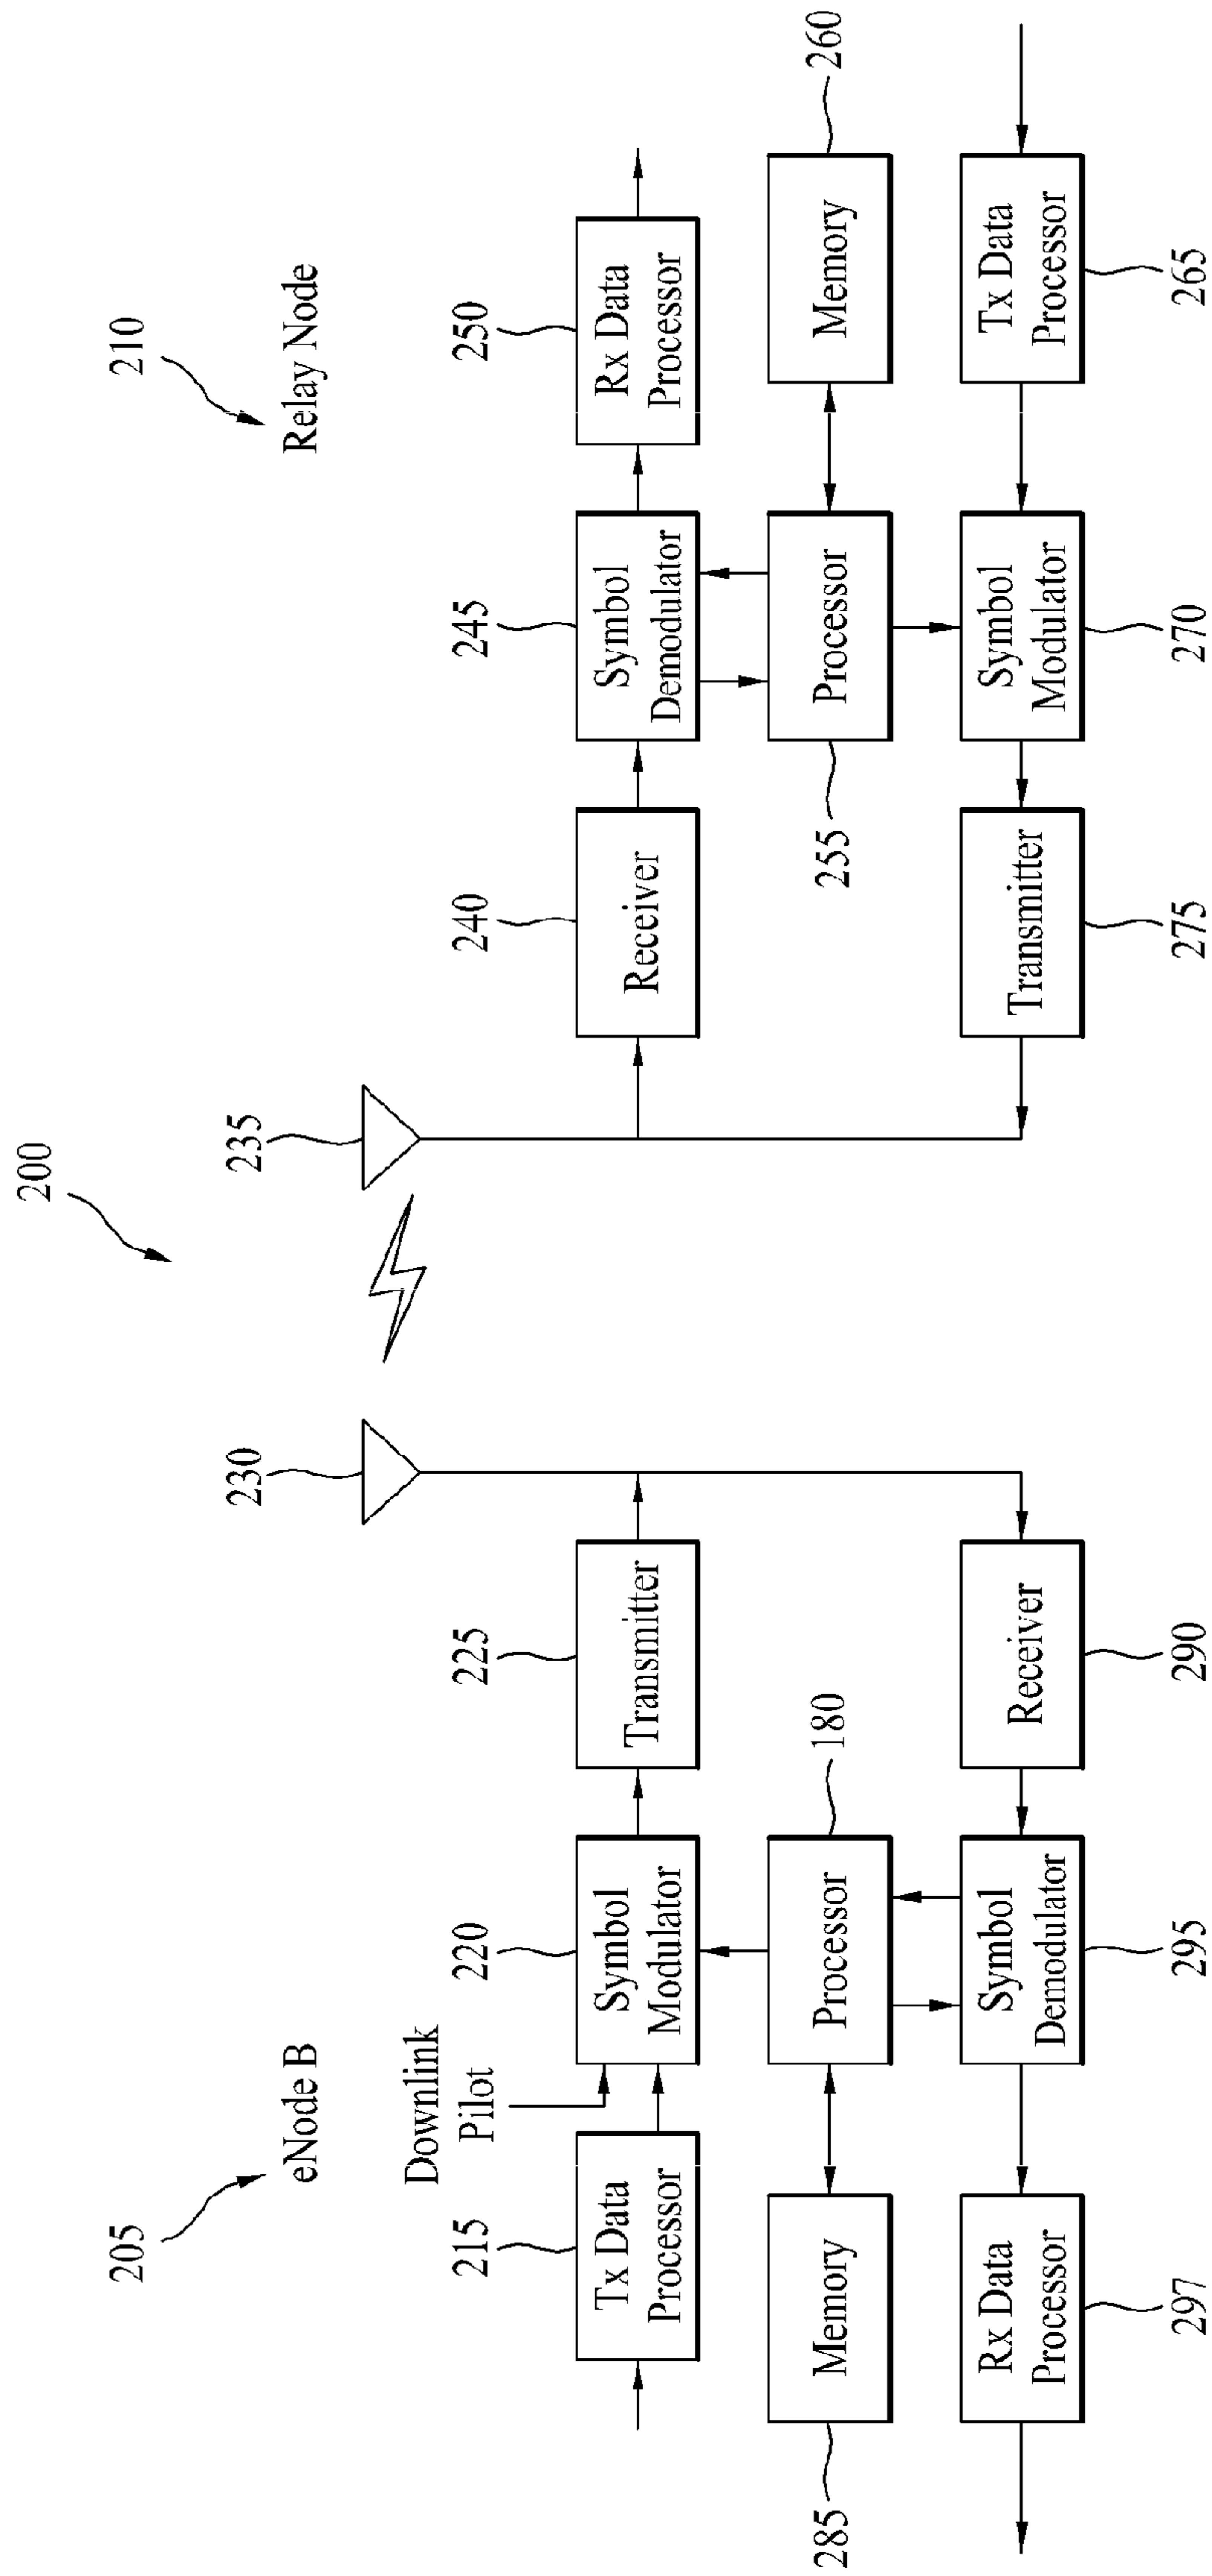 200
205
eNode B
210
Relay Node
230
235
Downlink
Pilot
215
Tx Data
Processor
220
Symbol
Modulator
225
Transmitter
240
Receiver
245
Symbol
Demodulator
250
Rx Data
Processor
285
Memory
Processor
180
255
Processor
Memory
260
Rx Data
Processor
297
Symbol
Demodulator
295
Receiver
290
Transmitter
275
Symbol
Modulator
270
Tx Data
Processor
265